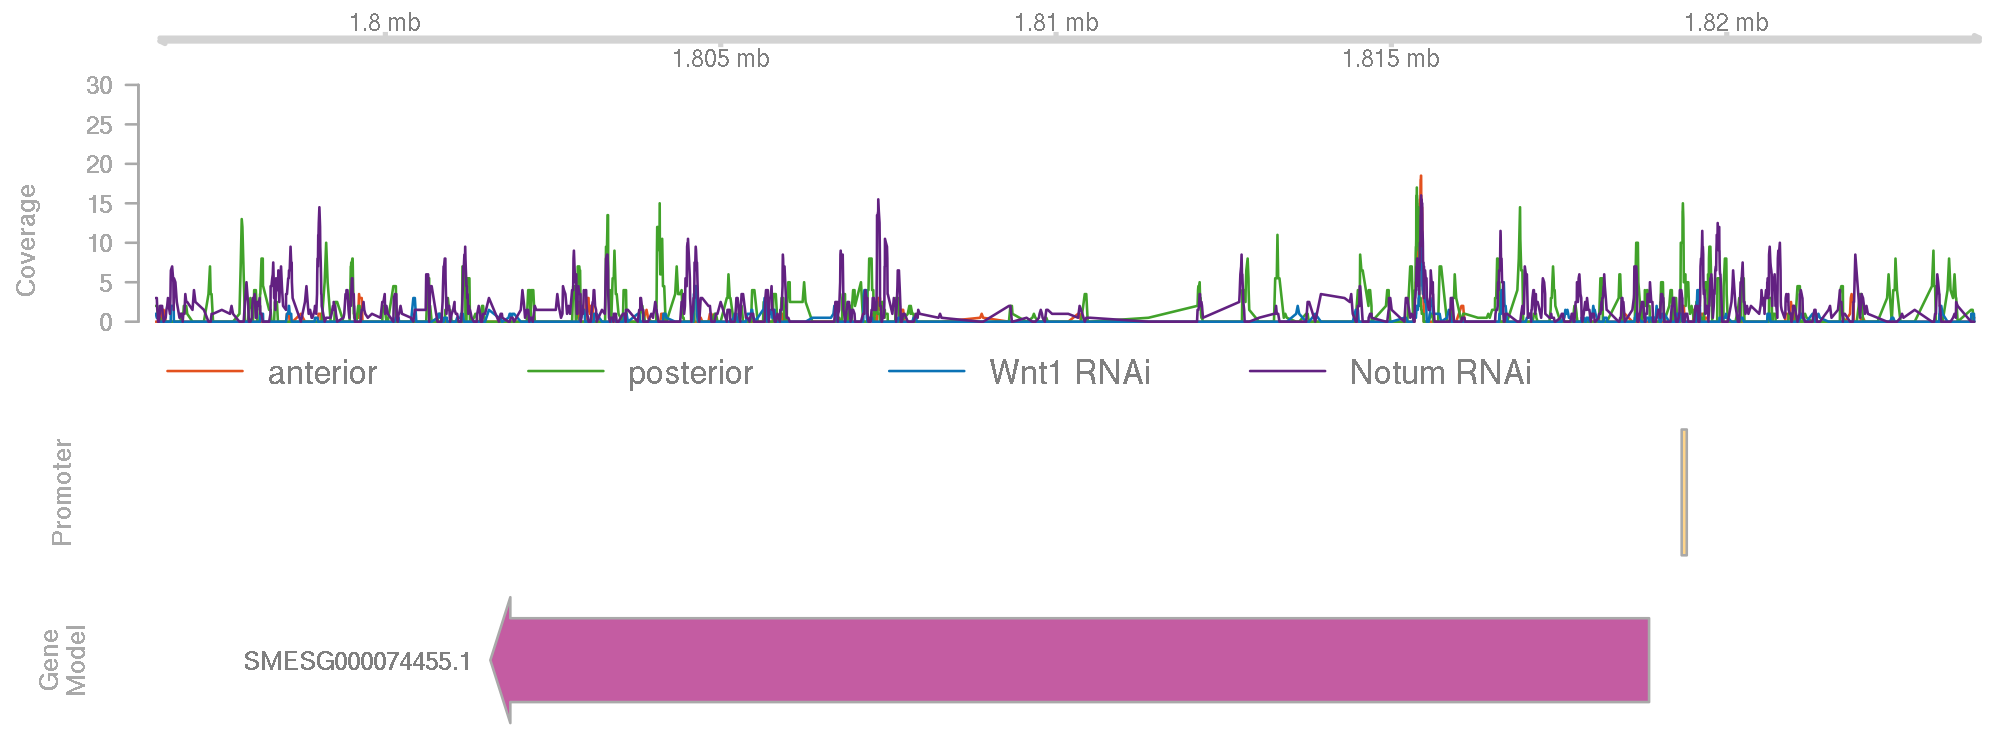 1.8 mb
1.81 mb
1.82 mb
1.805 mb
1.815 mb
Coverage
30
25
20
15
10
5
0
anterior
posterior
Wnt1 RNAi
Notum RNAi
Promoter
Gene
Model
SMESG000074455.1